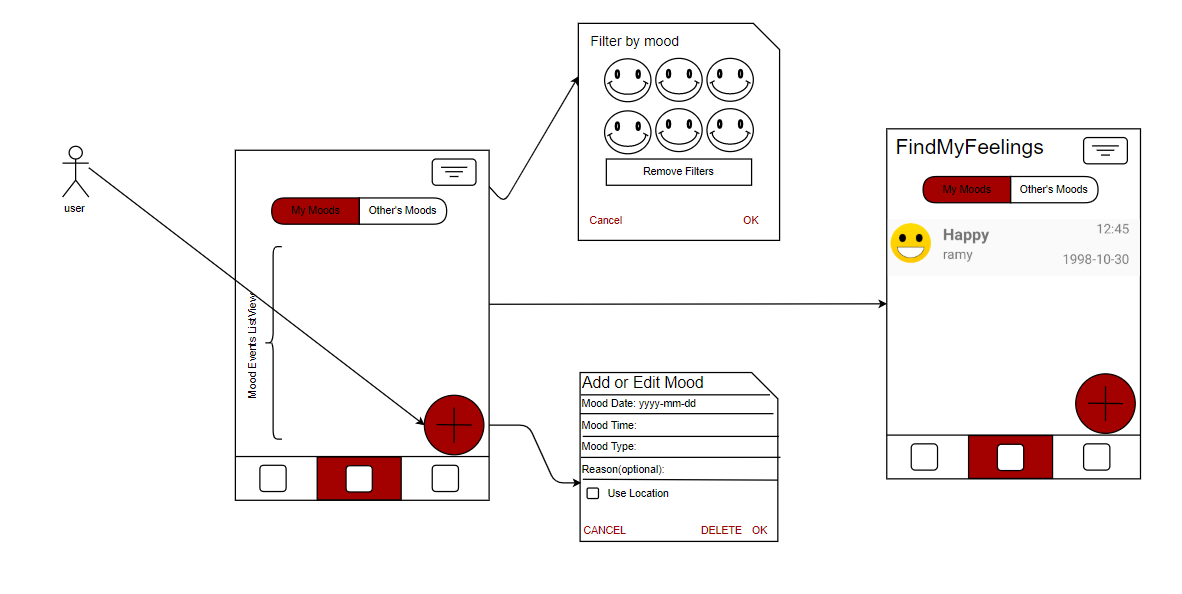 user
My Moods
Other's Moods
Mood Events ListView
Filter by mood
Remove Filters
Cancel
OK
Add or Edit Mood
Mood Date: yyyy-mm-dd
Mood Time:
Mood Type:
Reason(optional):
Use Location
CANCEL
DELETE
OK
FindMyFeelings
My Moods
Other's Moods
Happy
12:45
ramy
1998-10-30